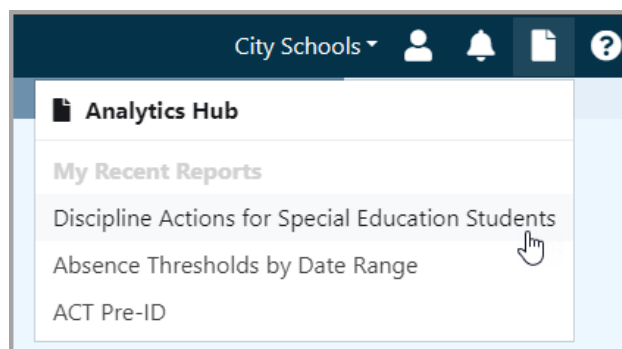 City Schools
Analytics Hub
My Recent Reports
Discipline Actions for Special Education Students
Absence Thresholds by Date Range
ACT Pre-ID